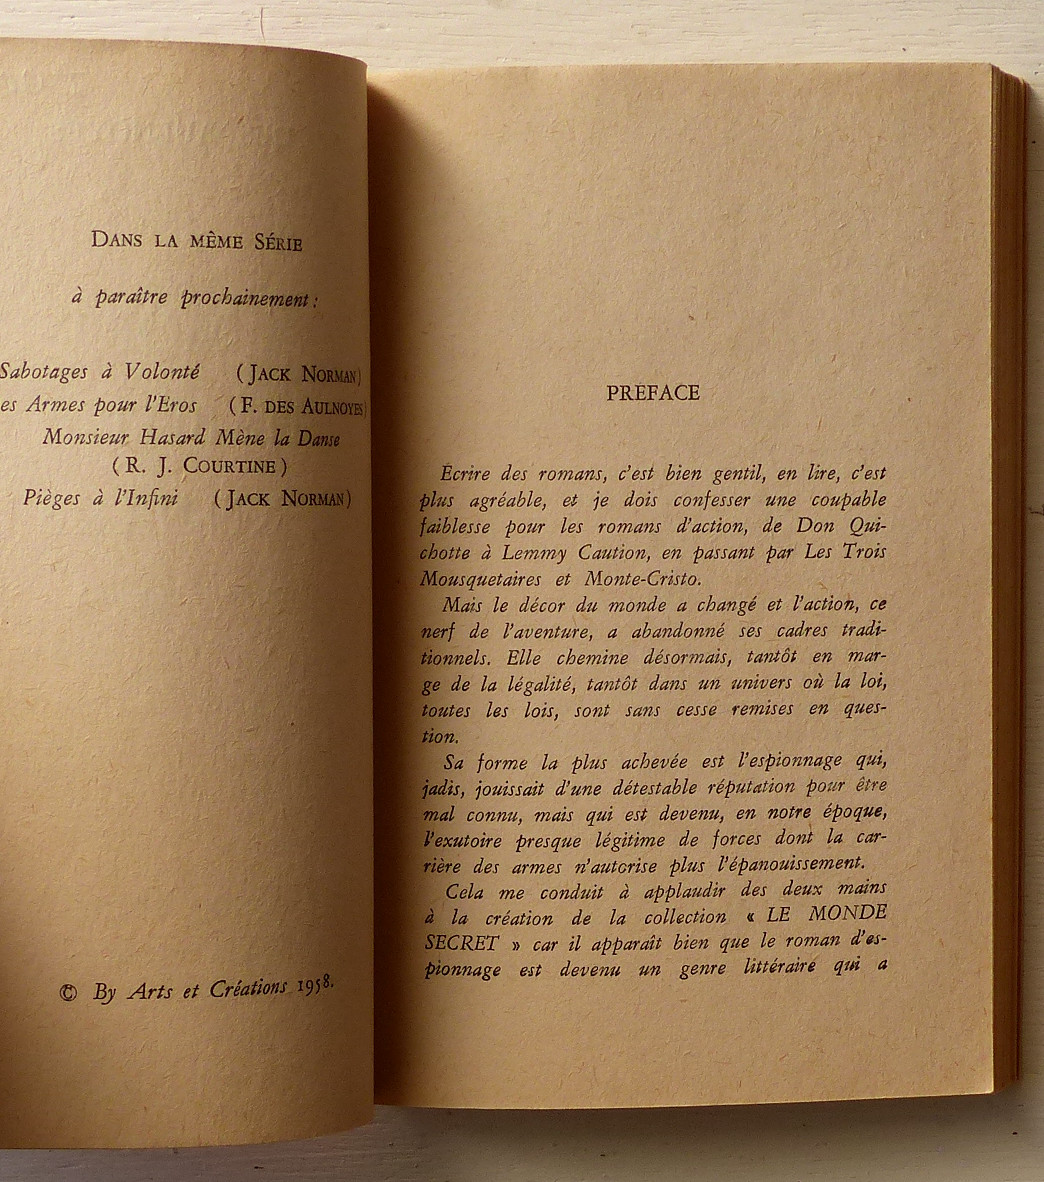 DANS LA MÊME SÉRIE
à paraître prochainement :
Sabotages à Volonté (JACK NORMAN)
es Armes pour l'Eros (F. DES AULNOYES)
Monsieur Hasard Mène la Danse
(R. J. COURTINE)
Pièges à l'Infini (JACK NORMAN)
© By Arts et Créations 1958.
PREFACE
Écrire des romans, c'est bien gentil, en lire, c'est
plus agréable, et je dois confesser une coupable
faiblesse pour les romans d'action, de Don Qui-
chotte à Lemmy Caution, en passant par Les Trois
Mousquetaires et Monte-Cristo.
Mais le décor du monde a changé et l'action, ce
nerf de l'aventure, a abandonné ses cadres tradi-
tionnels. Elle chemine désormais, tantôt en mar-
ge de la légalité, tantôt dans un univers où la loi,
toutes les lois, sont sans cesse remises en ques-
tion.
Sa forme la plus achevée est l'espionnage qui,
jadis, jouissait d'une détestable réputation pour être
mal connu, mais qui est devenu, en notre époque,
l'exutoire presque légitime de forces dont la car-
rière des armes n'autorise plus l'épanouissement.
Cela me conduit à applaudir des deux mains
à la création de la collection « LE MONDE
SECRET » car il apparaît bien que le roman d'es-
pionnage est devenu un genre littéraire qui a